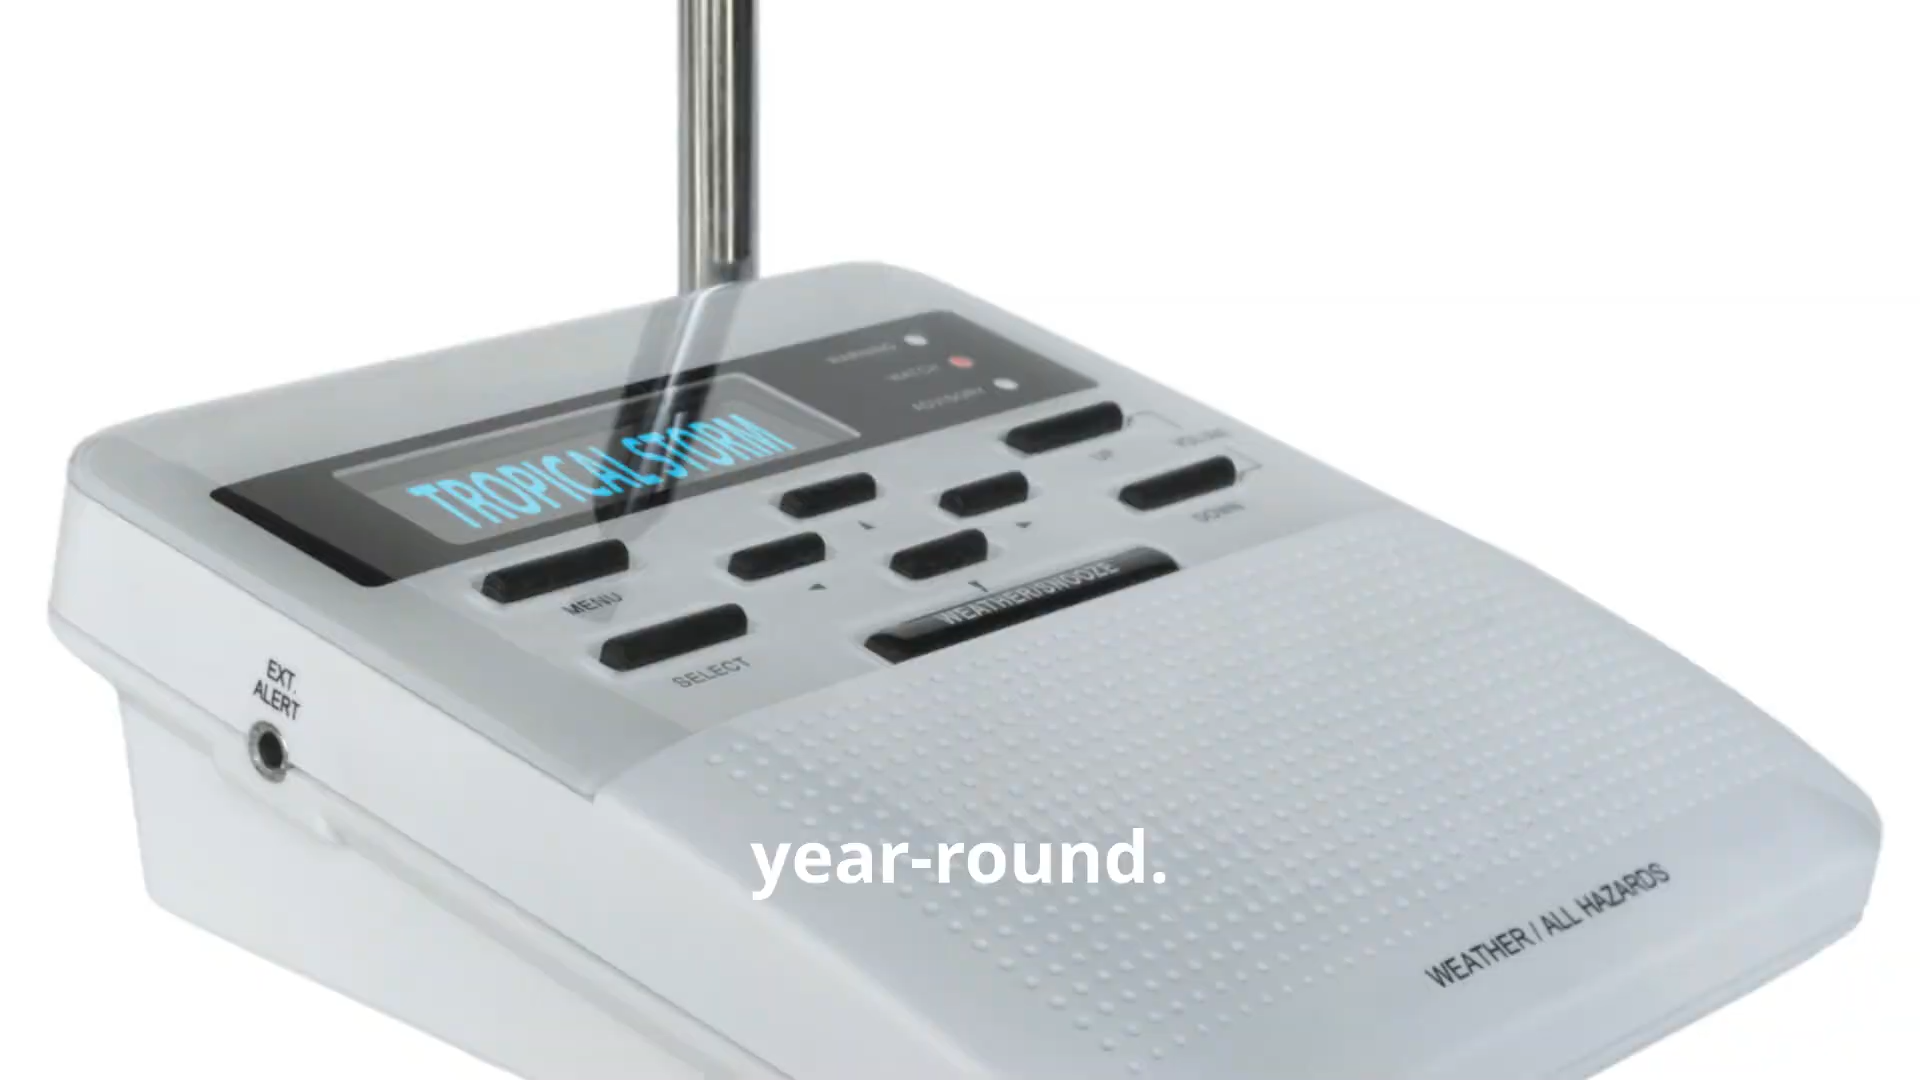 WARNING
WATCH
ADVISORY
TROPICAL STORM
VOLUME
UP
DOWN
MENU
WEATHER/SNOOZE
SELECT
EXT.
ALERT
year-round.
WEATHER / ALL HAZARDS